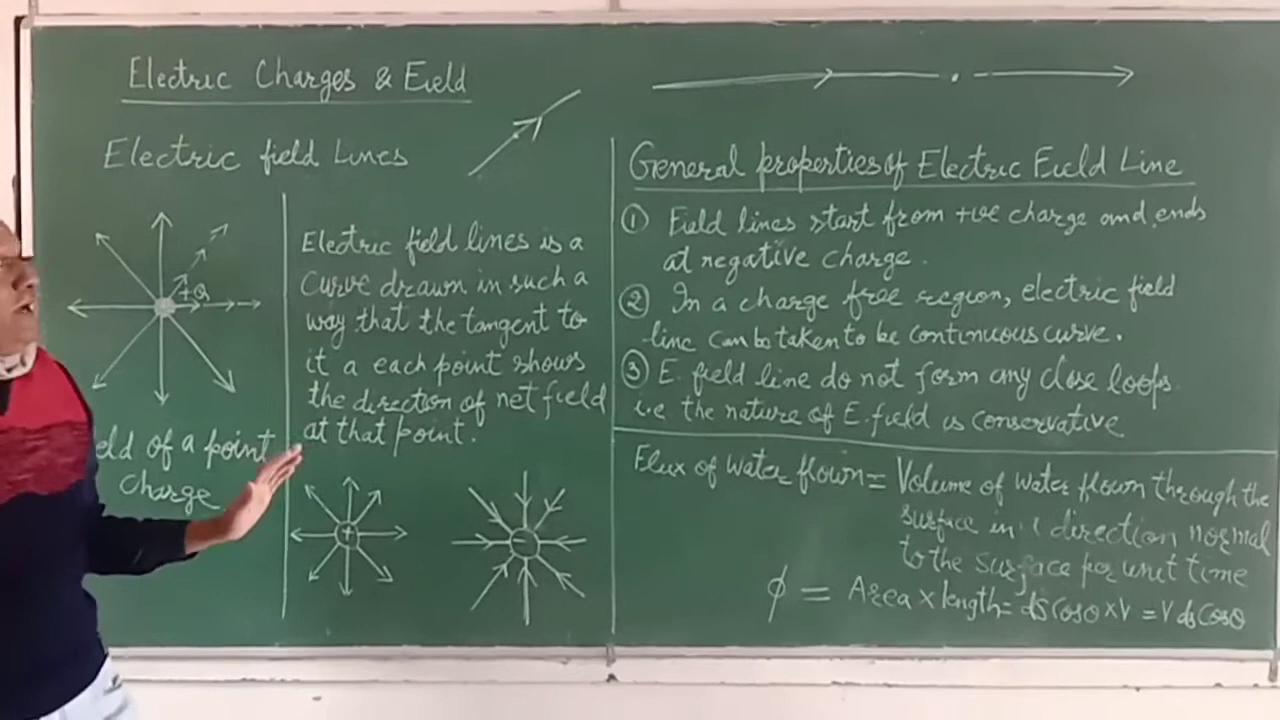 Electric Charges & Field
Electric field Lines
+Q
eld of a point
charge
Electric field lines is a
curve drawn in such a
way that the tangent to
it a each point shows
the direction of net field
at that point.
+
-
General properties of Electric Field Line
① Field lines start from +ve charge and ends
at negative charge.
② In a charge free region, electric field
line can be taken to be continuous curve.
③ E. field line do not form any close loops
i.e the nature of E.field is conservative
Flux of water flown = Volume of water flown through the
surface in direction normal
to the surface per unit time
ϕ = Area × length = ds Cosθ × V = V ds Cosθ